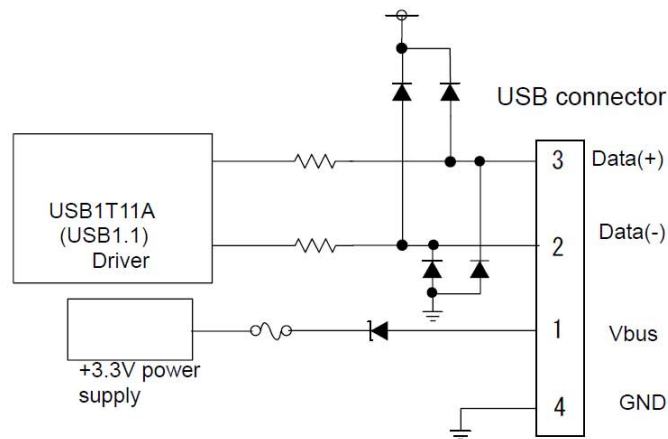 USB connector
3 Data(+)
USB1T11A
(USB1.1)
Driver
2 Data(-)
1 Vbus
+3.3V power
supply
4 GND